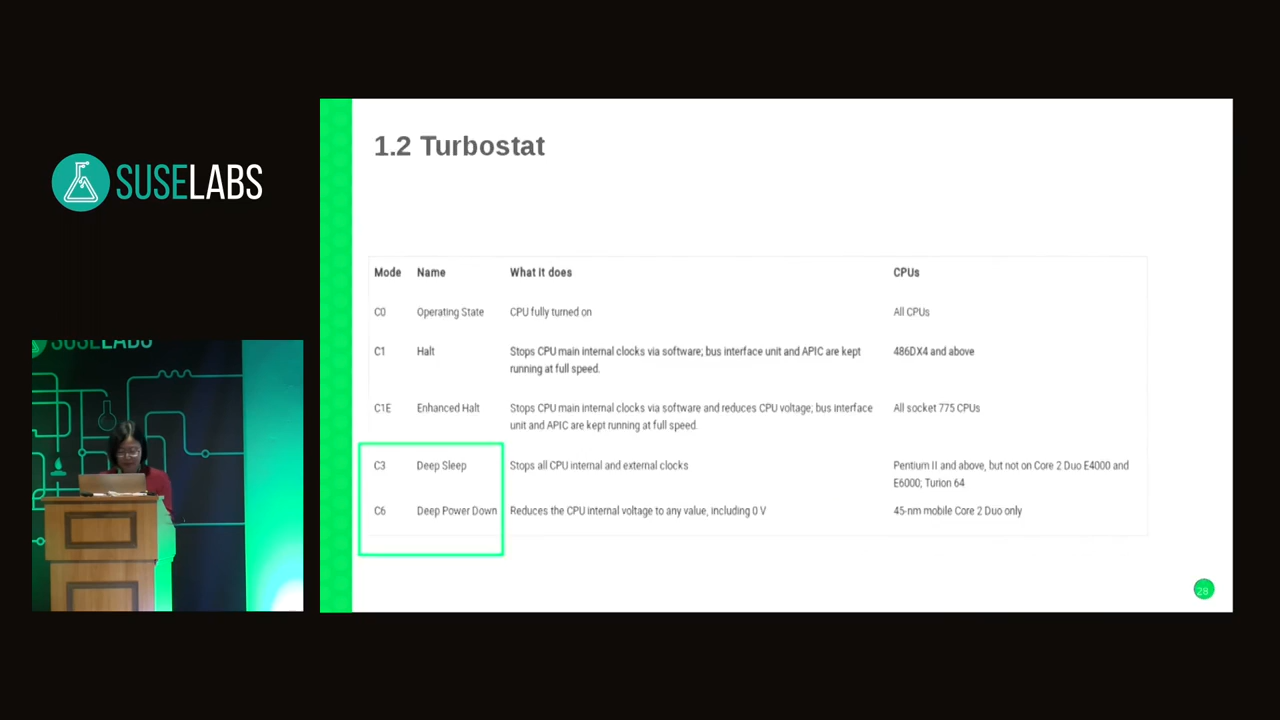 SUSELABS
SUSELABS
1.2 Turbostat
Mode Name What it does CPUs
C0 Operating State CPU fully turned on All CPUs
C1 Halt Stops CPU main internal clocks via software; bus interface unit and APIC are kept 486DX4 and above
running at full speed.
C1E Enhanced Halt Stops CPU main internal clocks via software and reduces CPU voltage; bus interface All socket 775 CPUs
unit and APIC are kept running at full speed.
C3 Deep Sleep Stops all CPU internal and external clocks Pentium II and above, but not on Core 2 Duo E4000 and
E6000; Turion 64
C6 Deep Power Down Reduces the CPU internal voltage to any value, including 0 V 45-nm mobile Core 2 Duo only
28